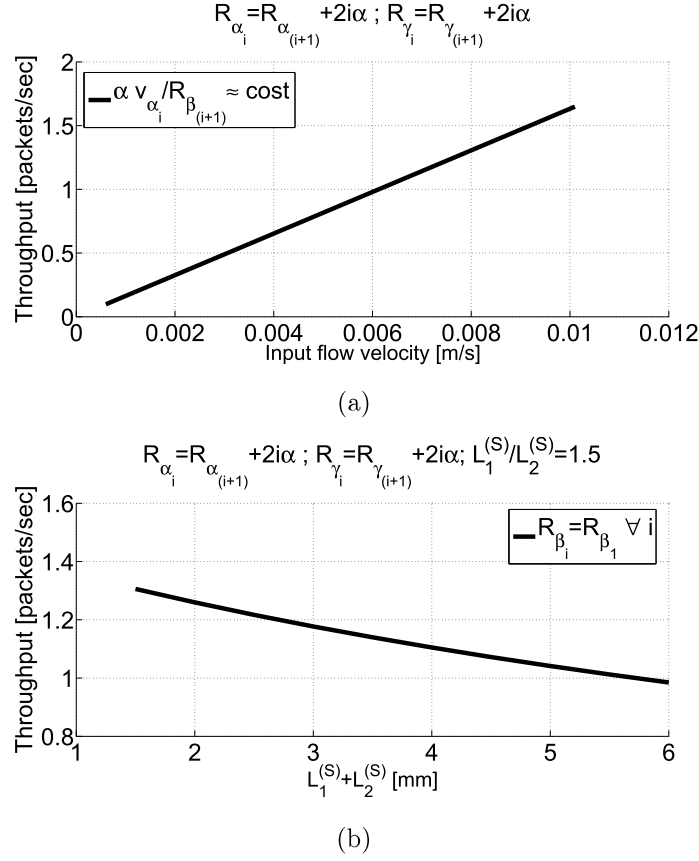 R_{α_i}=R_{α_{(i+1)}} +2iα ; R_{γ_i}=R_{γ_{(i+1)}} +2iα
2
1.5
1
0.5
0
Throughput [packets/sec]
α v_{α_i}/R_{β_{(i+1)}} ≈ cost
0 0.002 0.004 0.006 0.008 0.01 0.012
Input flow velocity [m/s]
(a)
R_{α_i}=R_{α_{(i+1)}} +2iα ; R_{γ_i}=R_{γ_{(i+1)}} +2iα; L_1^{(S)}/L_2^{(S)}=1.5
1.6
1.4
1.2
1
0.8
Throughput [packets/sec]
R_{β_i}=R_{β_1} ∀ i
1 2 3 4 5 6
L_1^{(S)}+L_2^{(S)} [mm]
(b)